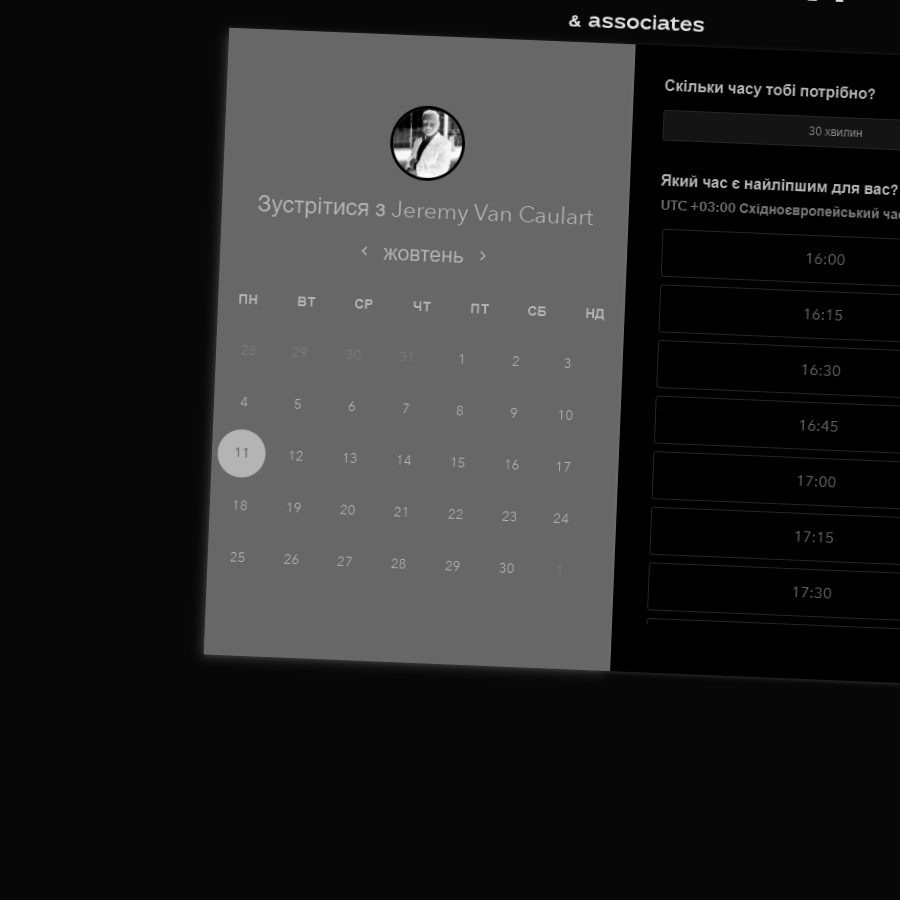 & associates
Зустрітися з Jeremy Van Caulart
жовтень
ПН ВТ СР ЧТ ПТ СБ НД
28 29 30 31 1 2 3
4 5 6 7 8 9 10
11 12 13 14 15 16 17
18 19 20 21 22 23 24
25 26 27 28 29 30 1
Скільки часу тобі потрібно?
30 хвилин
Який час є найліпшим для вас?
UTC +03:00 Східноєвропейський
16:00
16:15
16:30
16:45
17:00
17:15
17:30